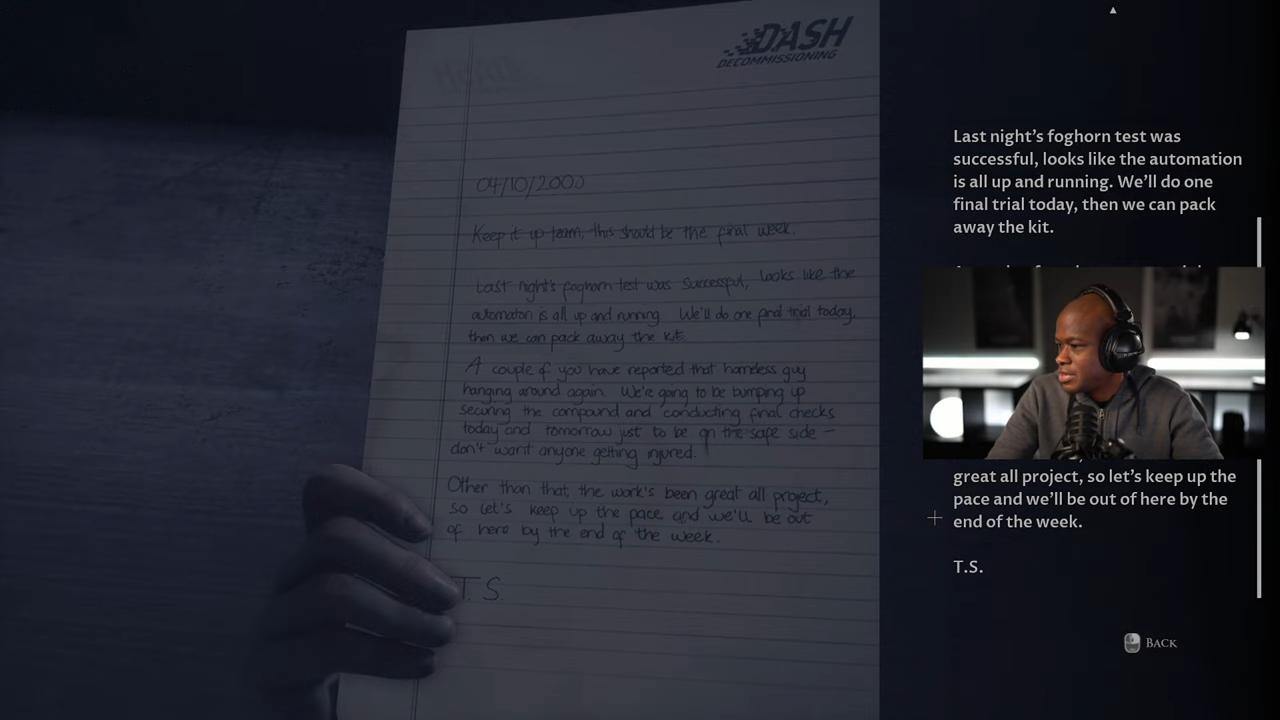 DASH
DECOMMISSIONING
04/10/2000
Keep it up team, this should be the final week.
Last night's foghorn test was successful, looks like the
automation is all up and running. We'll do one final trial today,
then we can pack away the kit.
A couple of you have reported that homeless guy
hanging around again. We're going to be bumping up
securing the compound and conducting final checks
today and tomorrow just to be on the safe side –
don't want anyone getting injured.
Other than that, the work's been great all project,
so let's keep up the pace and we'll be out
of here by the end of the week.
T.S.
Last night's foghorn test was
successful, looks like the automation
is all up and running. We'll do one
final trial today, then we can pack
away the kit.
great all project, so let's keep up the
pace and we'll be out of here by the
end of the week.
T.S.
BACK